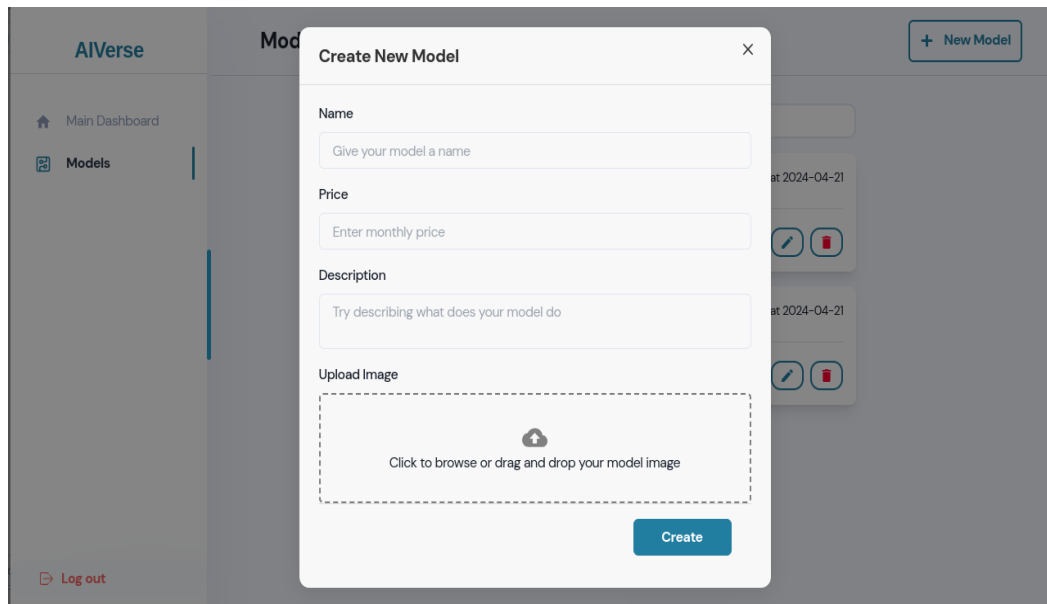 AIVerse
Main Dashboard
Models
Log out
Mod
+ New Model
Create New Model
Name
Give your model a name
Price
Enter monthly price
Description
Try describing what does your model do
Upload Image
Click to browse or drag and drop your model image
Create
at 2024-04-21
at 2024-04-21